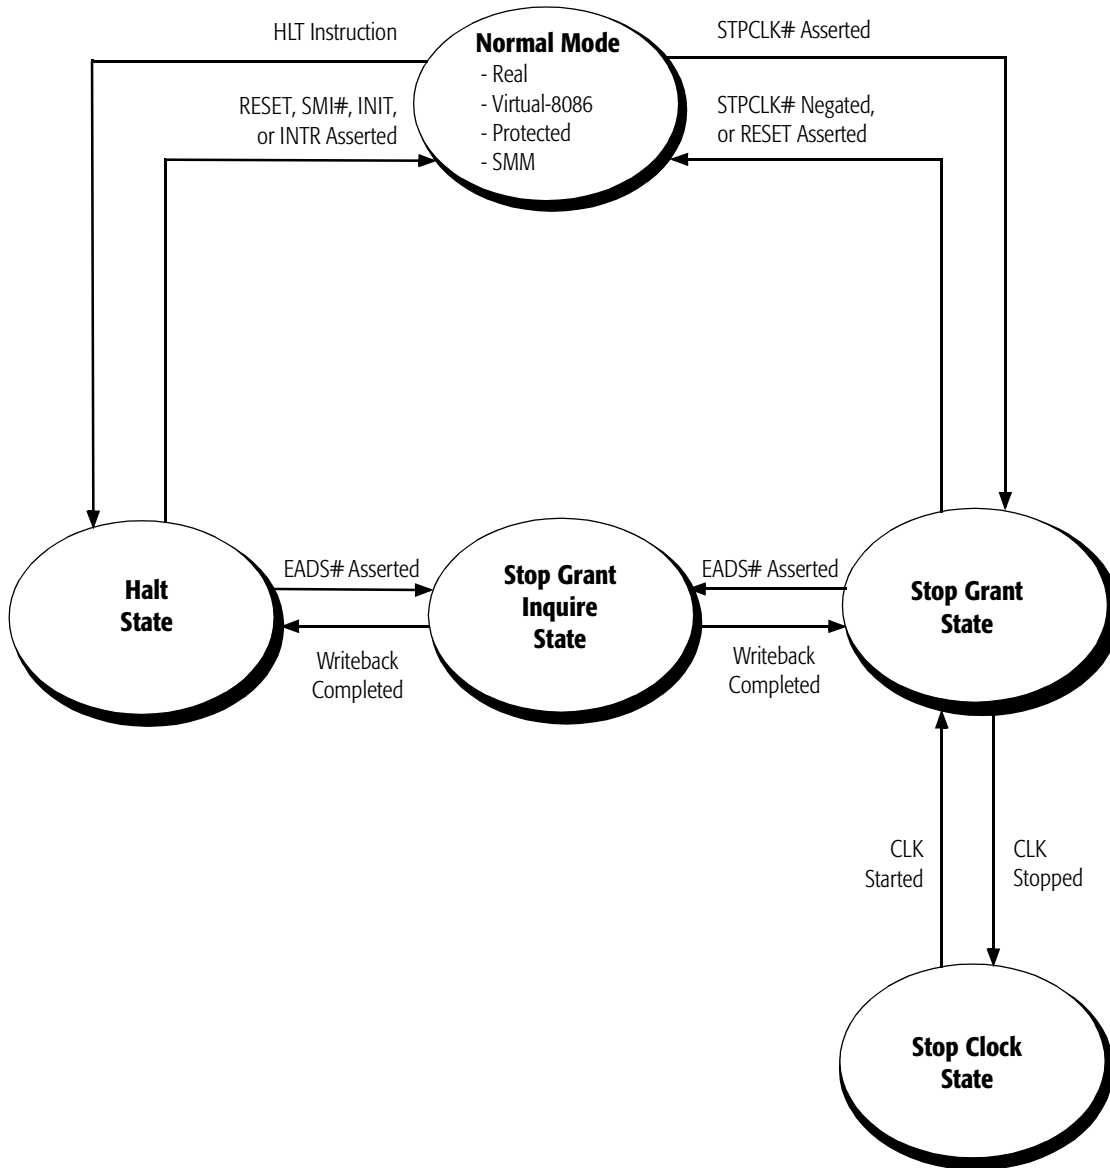 HLT Instruction
Normal Mode
- Real
- Virtual-8086
- Protected
- SMM
STPCLK# Asserted
RESET, SMI#, INIT,
or INTR Asserted
STPCLK# Negated,
or RESET Asserted
Halt
State
EADS# Asserted
Writeback
Completed
Stop Grant
Inquire
State
EADS# Asserted
Writeback
Completed
Stop Grant
State
CLK
Started
CLK
Stopped
Stop Clock
State